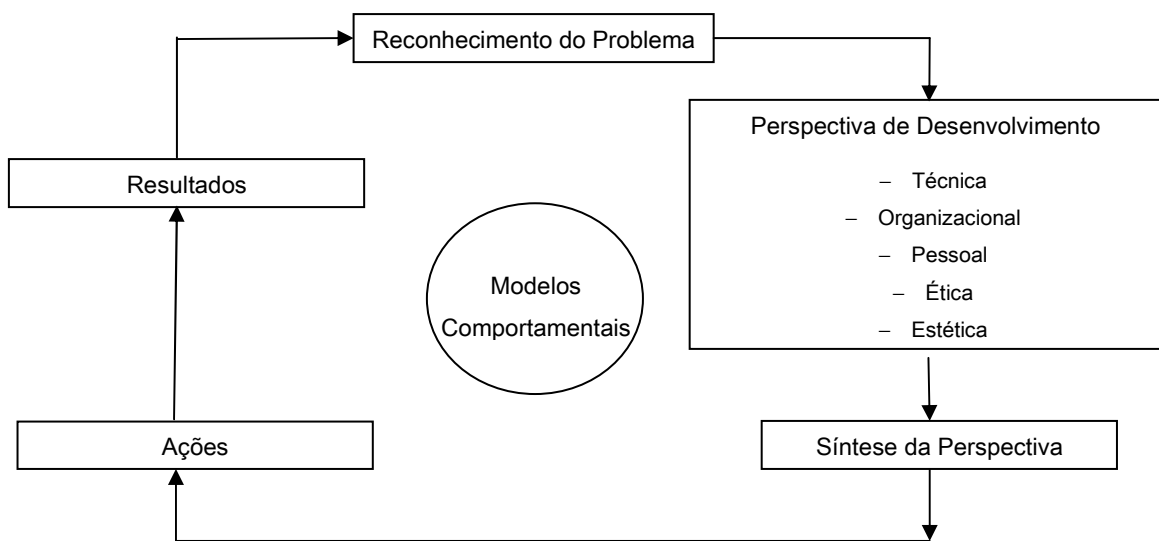 Reconhecimento do Problema
Perspectiva de Desenvolvimento
– Técnica
– Organizacional
– Pessoal
– Ética
– Estética
Síntese da Perspectiva
Ações
Resultados
Modelos
Comportamentais